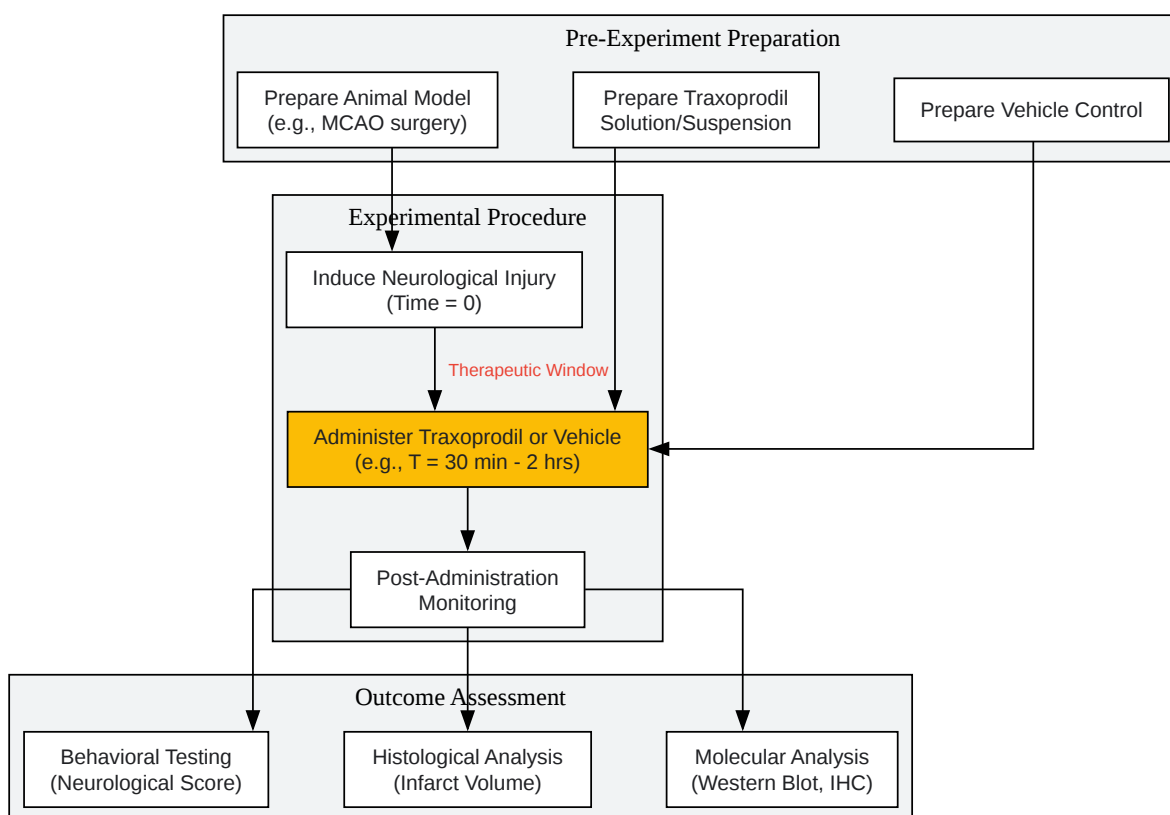 Pre-Experiment Preparation
Prepare Animal Model
(e.g., MCAO surgery)
Prepare Traxoprodil
Solution/Suspension
Prepare Vehicle Control
Experimental Procedure
Induce Neurological Injury
(Time = 0)
Therapeutic Window
Administer Traxoprodil or Vehicle
(e.g., T = 30 min - 2 hrs)
Post-Administration
Monitoring
Outcome Assessment
Behavioral Testing
(Neurological Score)
Histological Analysis
(Infarct Volume)
Molecular Analysis
(Western Blot, IHC)